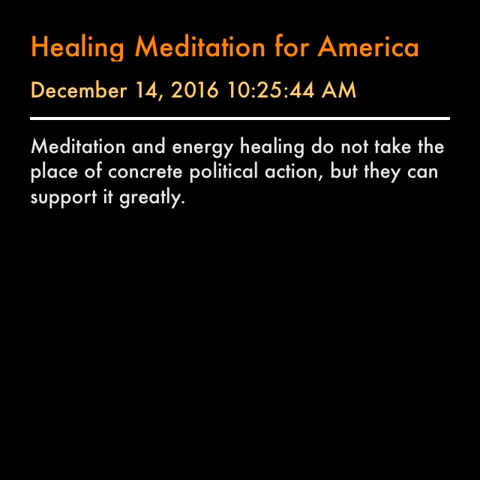 Healing Meditation for America
December 14, 2016 10:25:44 AM
Meditation and energy healing do not take the
place of concrete political action, but they can
support it greatly.